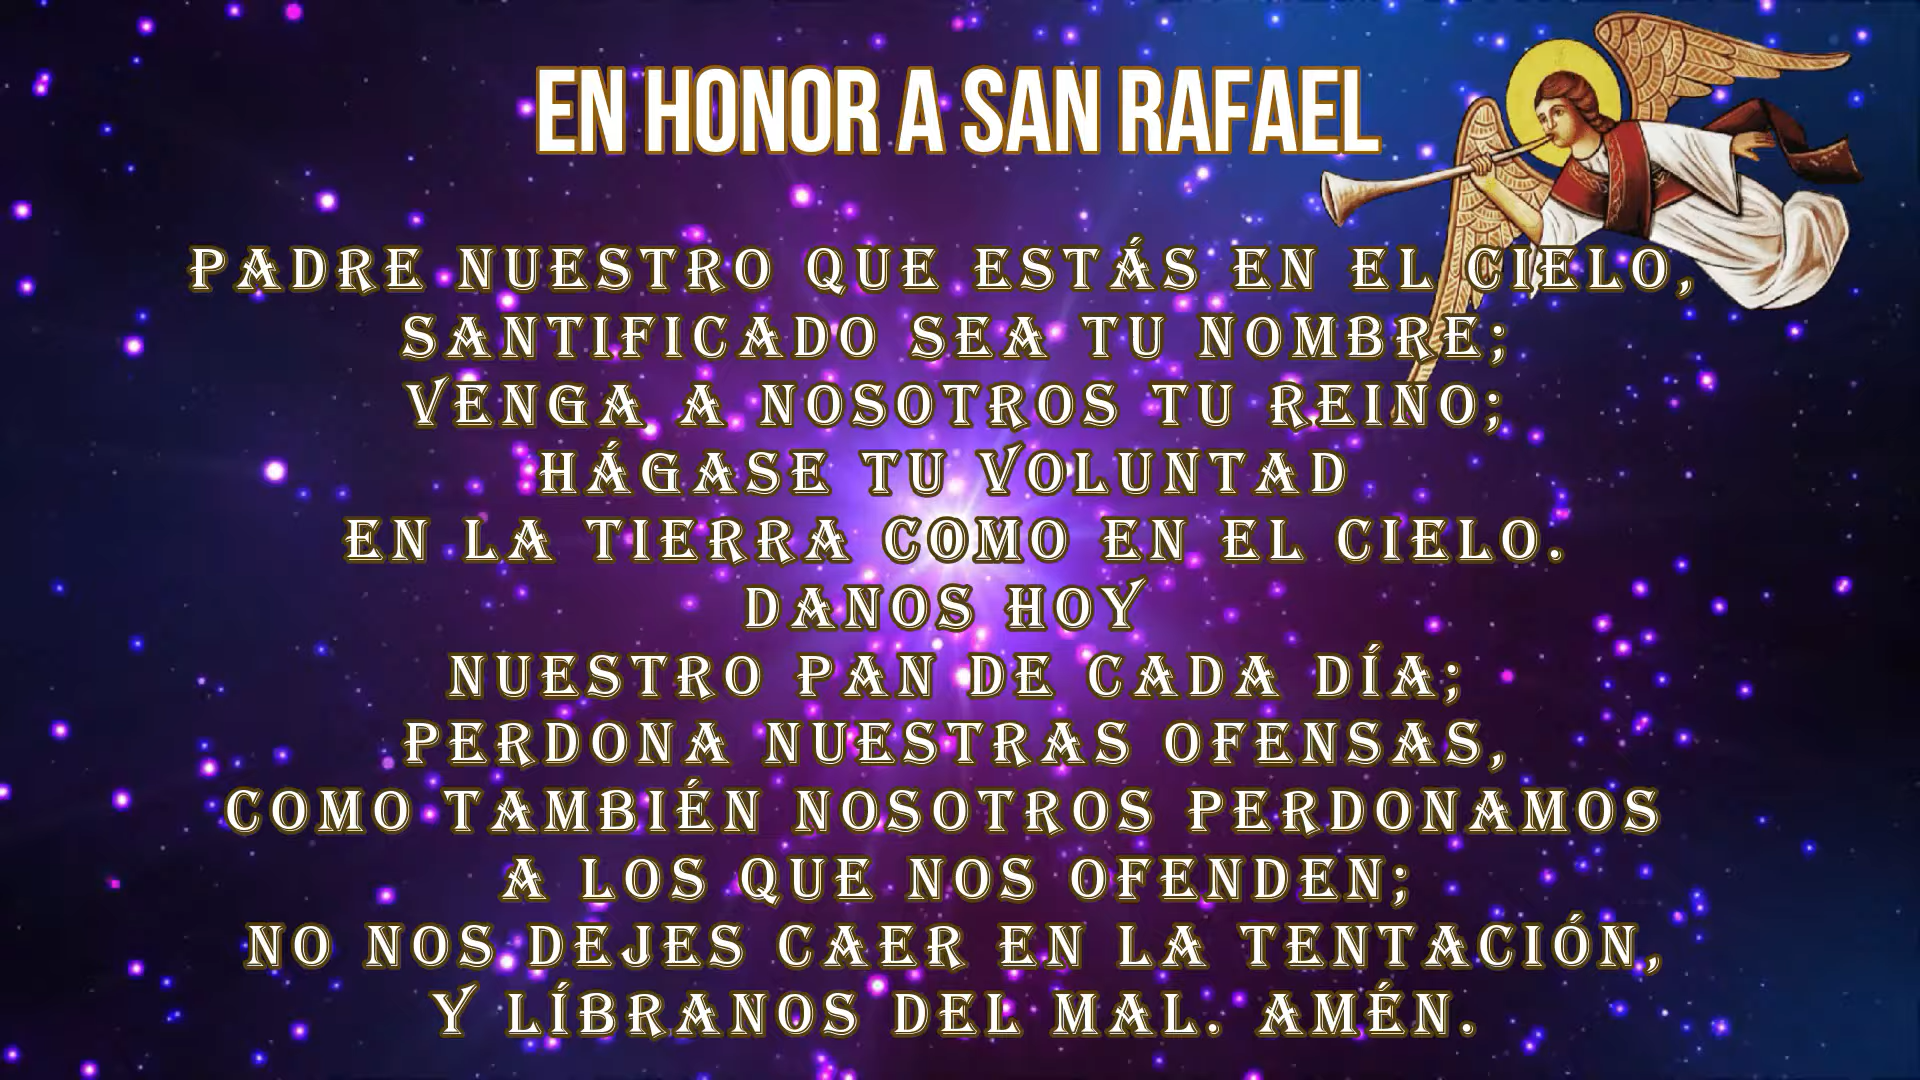 EN HONOR A SAN RAFAEL
PADRE NUESTRO QUE ESTÁS EN EL CIELO,
SANTIFICADO SEA TU NOMBRE;
VENGA A NOSOTROS TU REINO;
HÁGASE TU VOLUNTAD
EN LA TIERRA COMO EN EL CIELO.
DANOS HOY
NUESTRO PAN DE CADA DÍA;
PERDONA NUESTRAS OFENSAS,
COMO TAMBIÉN NOSOTROS PERDONAMOS
A LOS QUE NOS OFENDEN;
NO NOS DEJES CAER EN LA TENTACIÓN,
Y LÍBRANOS DEL MAL. AMÉN.